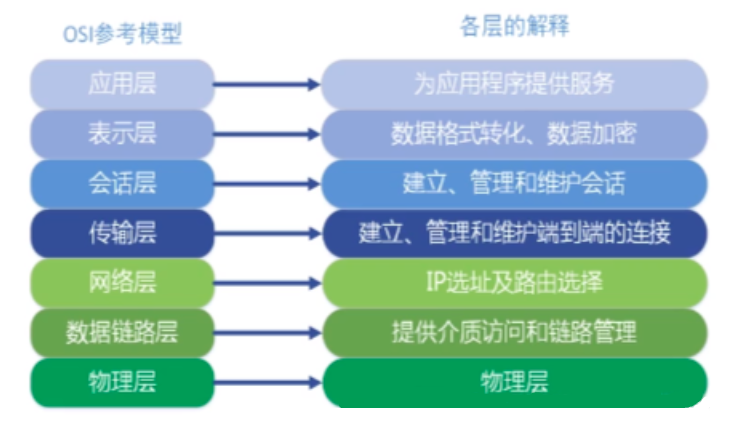 OSI参考模型
各层的解释
应用层
为应用程序提供服务
表示层
数据格式转化、数据加密
会话层
建立、管理和维护会话
传输层
建立、管理和维护端到端的连接
网络层
IP选址及路由选择
数据链路层
提供介质访问和链路管理
物理层
物理层